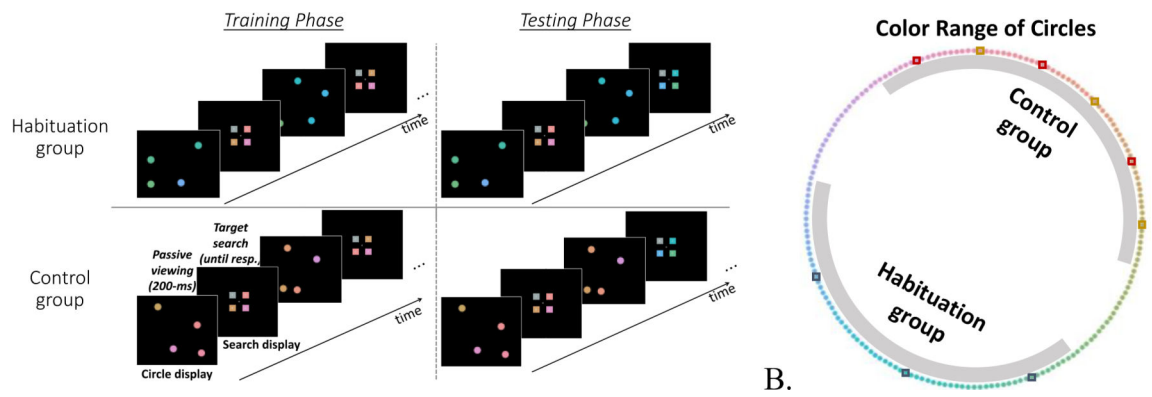 Training Phase
Testing Phase
Habituation
group
...
time
...
time
Control
group
Passive
viewing
(200-ms)
Target
search
(until resp.)
Search display
Circle display
...
time
...
time
B.
Color Range of Circles
Control
group
Habituation
group